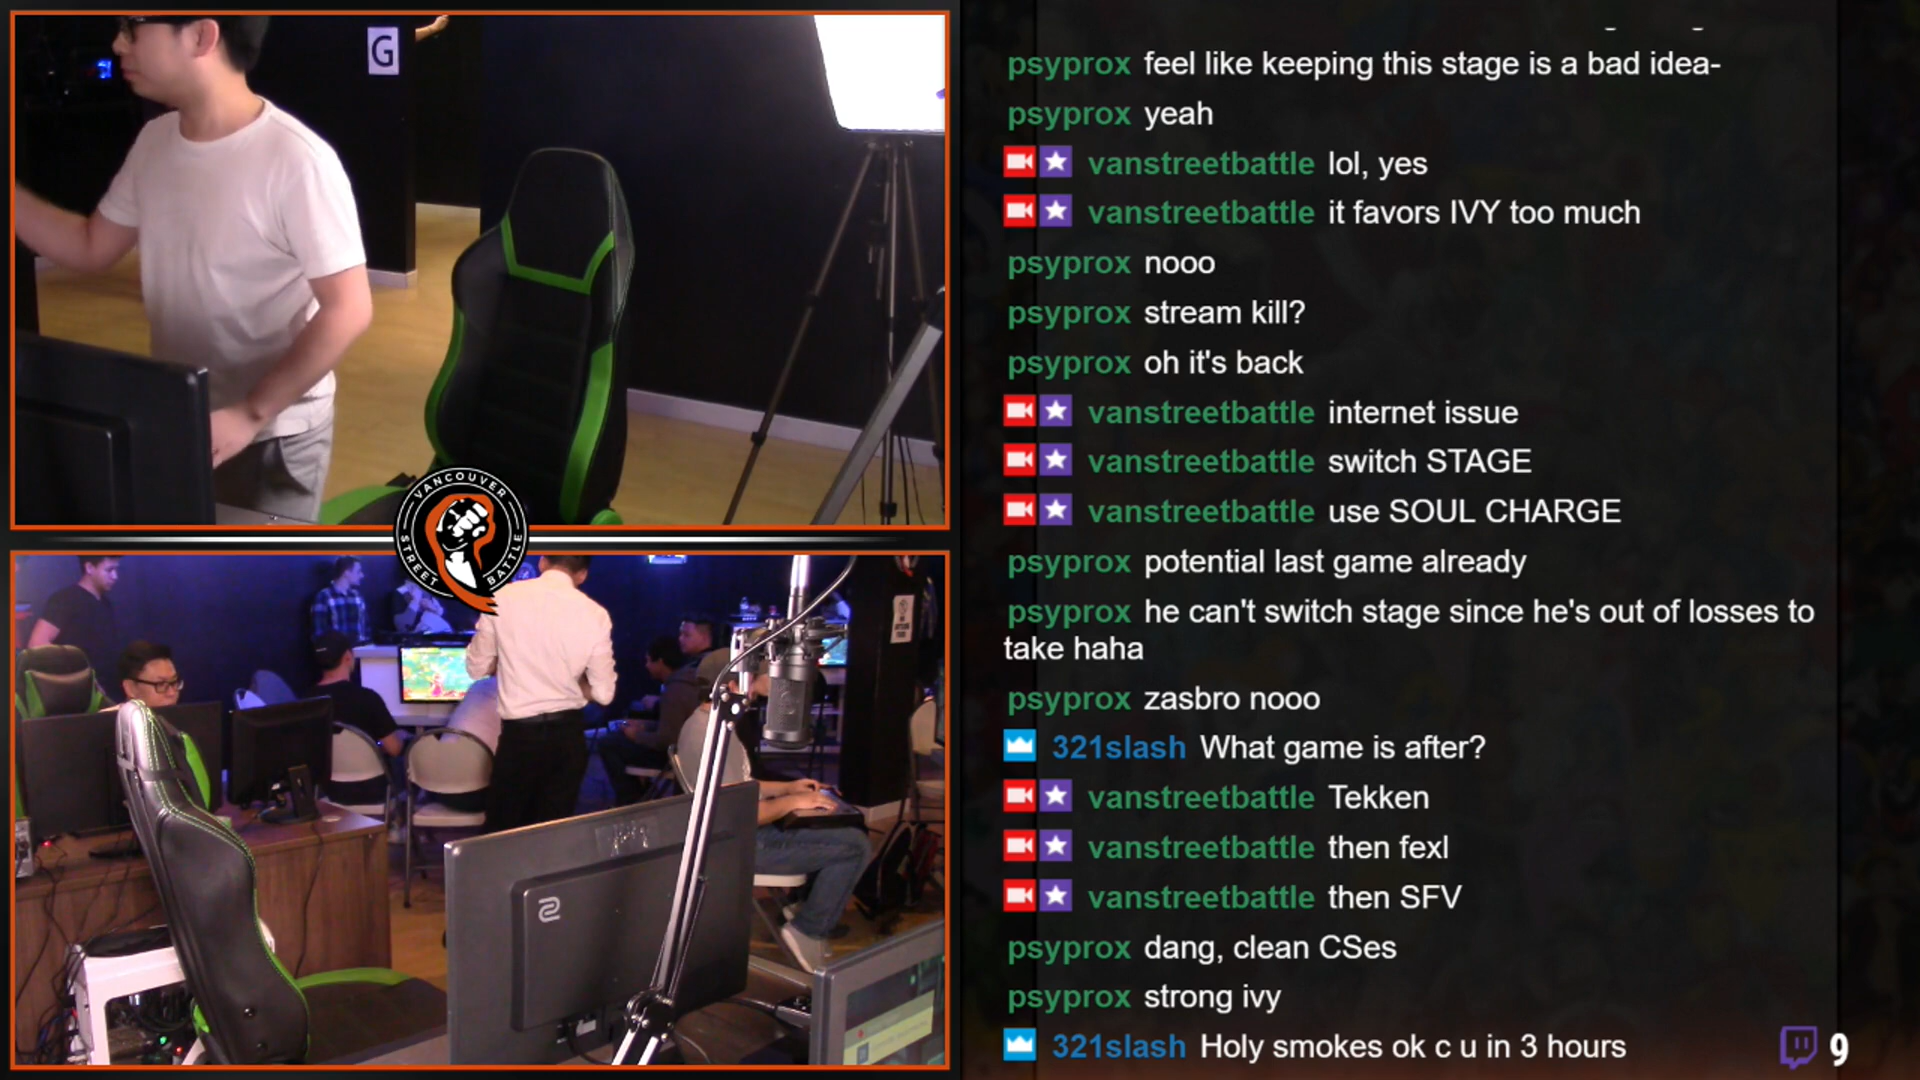 G
VANCOUVER
STREET BATTLE
psyprox feel like keeping this stage is a bad idea-
psyprox yeah
vanstreetbattle lol, yes
vanstreetbattle it favors IVY too much
psyprox nooo
psyprox stream kill?
psyprox oh it's back
vanstreetbattle internet issue
vanstreetbattle switch STAGE
vanstreetbattle use SOUL CHARGE
psyprox potential last game already
psyprox he can't switch stage since he's out of losses to
take haha
psyprox zasbro nooo
321slash What game is after?
vanstreetbattle Tekken
vanstreetbattle then fexl
vanstreetbattle then SFV
psyprox dang, clean CSes
psyprox strong ivy
321slash Holy smokes ok c u in 3 hours
9